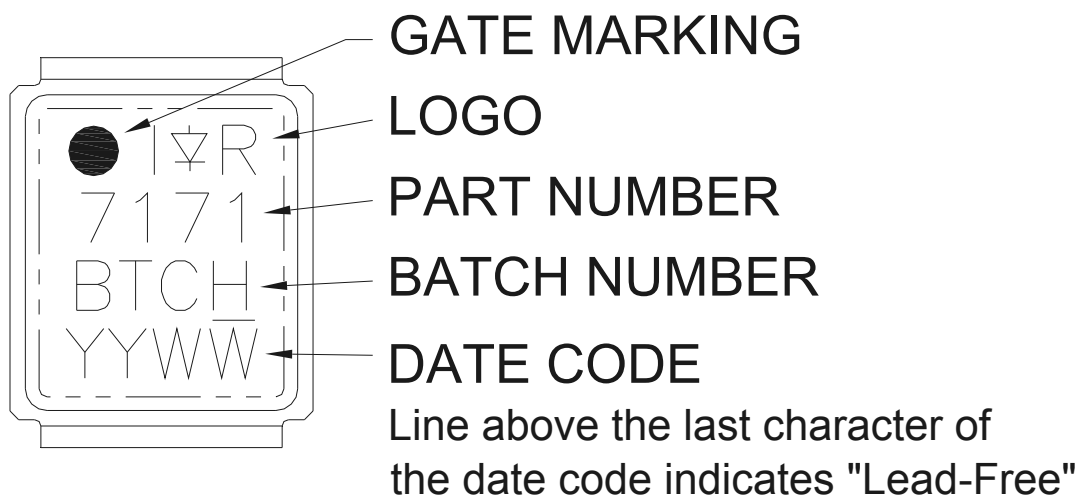 GATE MARKING
I R
LOGO
7171
PART NUMBER
BTCH
BATCH NUMBER
YYWW̅
DATE CODE
Line above the last character of
the date code indicates "Lead-Free"